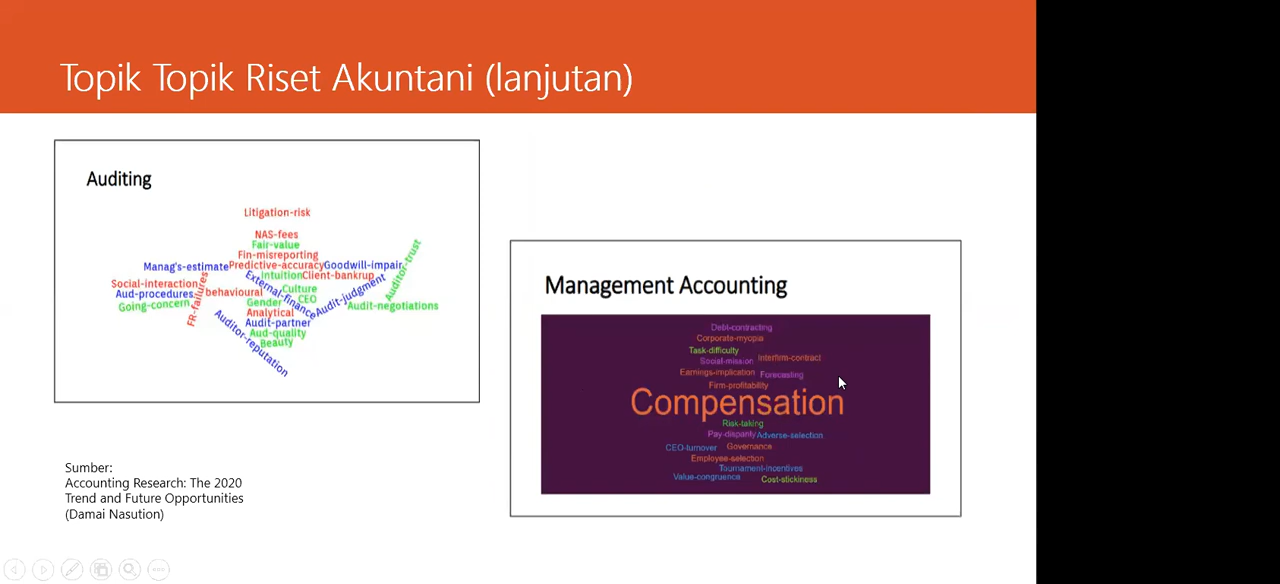 Topik Topik Riset Akuntani (lanjutan)
Auditing
Litigation-risk
NAS-fees
Fair-value
Fin-misreporting
Manag's-estimate
Predictive-accuracy
Goodwill-impair
Auditor-trust
Social-interaction
Intuition
Client-bankrup
Aud-procedures
FR-failures
behavioural
External-finance
Culture
Audit-judgment
Going-concern
Gender
CEO
Audit-negotiations
Analytical
Audit-partner
Auditor-reputation
Aud-quality
Beauty
Management Accounting
Debt-contracting
Corporate-myopia
Task-difficulty
Social-mission
Interfirm-contract
Earnings-implication
Forecasting
Firm-profitability
Compensation
Risk-taking
Pay-disparity
Adverse-selection
CEO-turnover
Governance
Employee-selection
Tournament-incentives
Value-congruence
Cost-stickiness
Sumber:
Accounting Research: The 2020
Trend and Future Opportunities
(Damai Nasution)